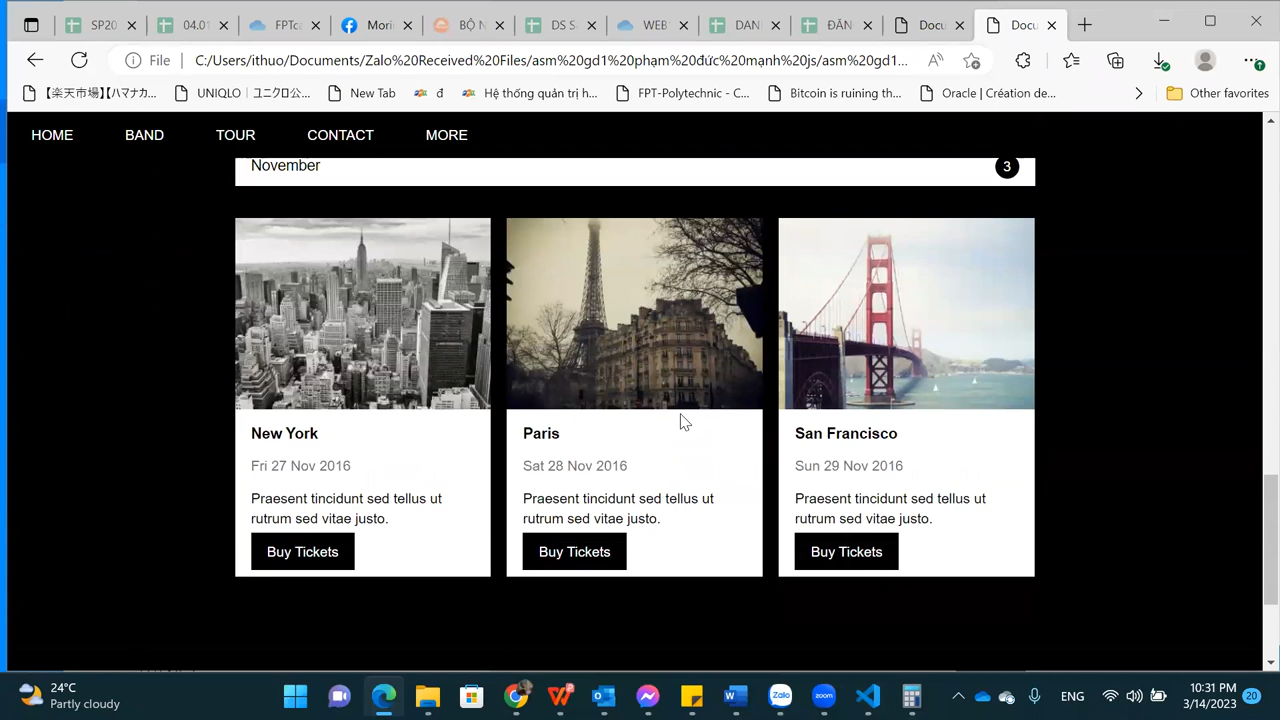 SP20
04.01
FPTca
Mori
BỘ N
DS S
WEB
DAN
ĐĂN
Docu
Docu
File
C:/Users/ithuo/Documents/Zalo%20Received%20Files/asm%20gd1%20phạm%20đức%20mạnh%20js/asm%20gd1...
【楽天市場】【ハマナカ...
UNIQLO｜ユニクロ公...
New Tab
đ
Hệ thống quản trị h...
FPT-Polytechnic - C...
Bitcoin is ruining th...
Oracle | Création de...
Other favorites
HOME
BAND
TOUR
CONTACT
MORE
November
3
New York
Fri 27 Nov 2016
Praesent tincidunt sed tellus ut
rutrum sed vitae justo.
Buy Tickets
Paris
Sat 28 Nov 2016
Praesent tincidunt sed tellus ut
rutrum sed vitae justo.
Buy Tickets
San Francisco
Sun 29 Nov 2016
Praesent tincidunt sed tellus ut
rutrum sed vitae justo.
Buy Tickets
24°C
Partly cloudy
Zalo
zoom
ENG
10:31 PM
3/14/2023
20